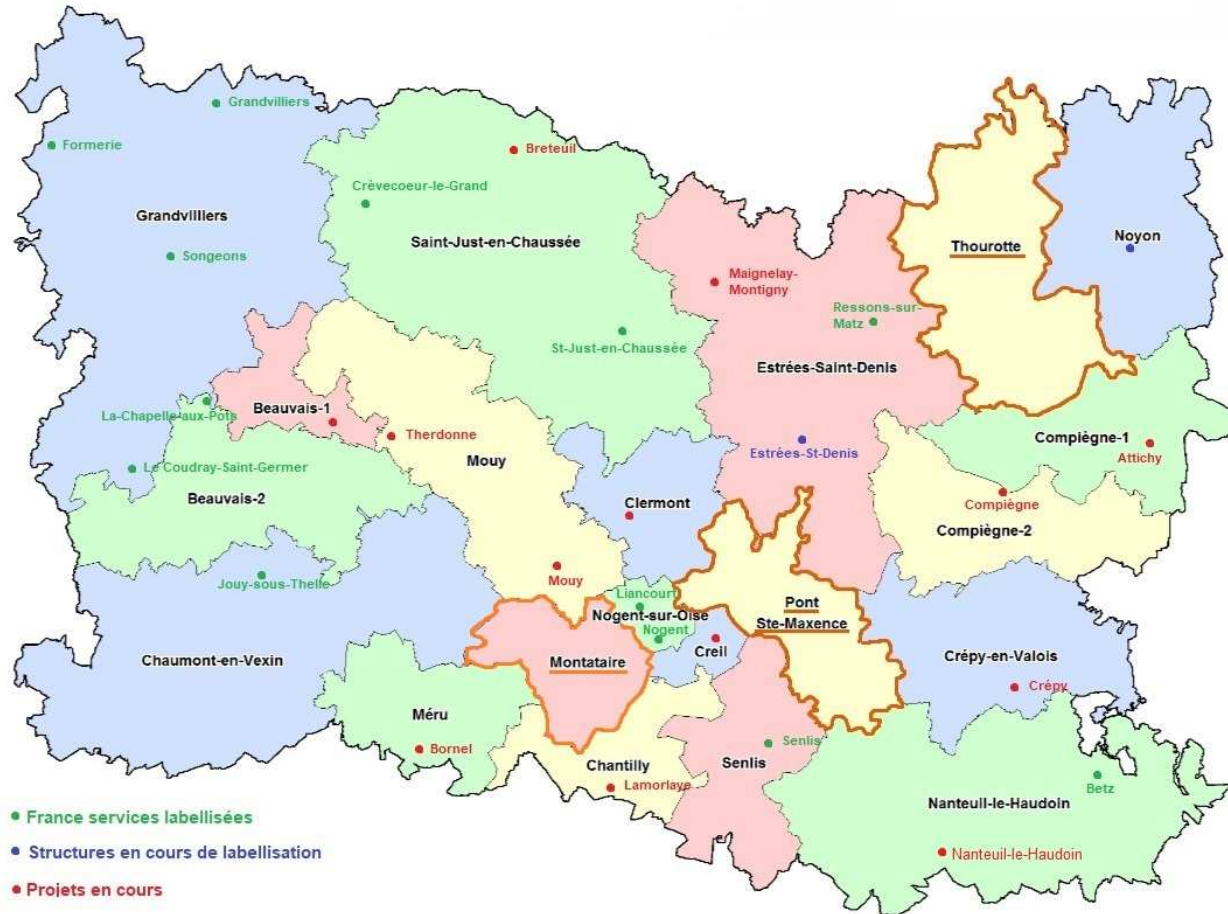 Grandvilliers
Formerie
Breteuil
Crèvecoeur-le-Grand
Grandvilliers
Saint-Just-en-Chaussée
Thourotte
Noyon
Songeons
Maignelay-
Montigny
Ressons-sur-
Matz
St-Just-en-Chaussée
Estrées-Saint-Denis
La-Chapelle-aux-Pots
Beauvais-1
Therdonne
Mouy
Estrées-St-Denis
Compiègne-1
Attichy
Le Coudray-Saint-Germer
Beauvais-2
Clermont
Compiègne
Compiègne-2
Jouy-sous-Thelle
Mouy
Liancourt
Nogent-sur-Oise
Nogent
Pont
Ste-Maxence
Creil
Chaumont-en-Vexin
Montataire
Crépy-en-Valois
Crépy
Méru
Bornel
Chantilly
Lamorlaye
Senlis
Senlis
Betz
Nanteuil-le-Haudoin
Nanteuil-le-Haudoin
France services labellisées
Structures en cours de labellisation
Projets en cours